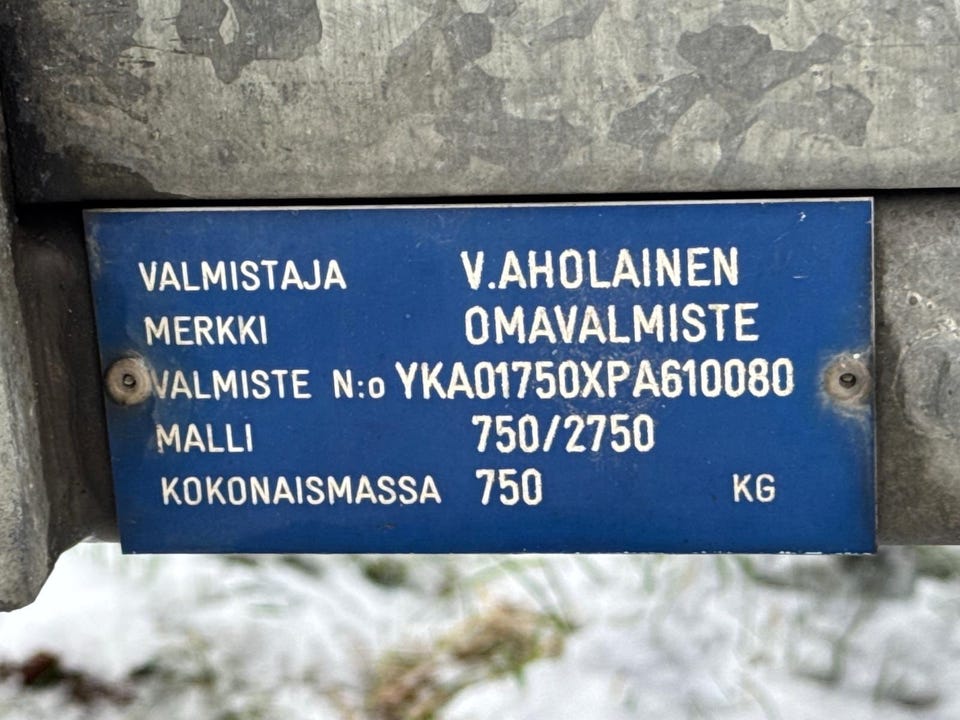 VALMISTAJA V.AHOLAINEN
MERKKI OMAVALMISTE
VALMISTE N:o YKA01750XPA610080
MALLI 750/2750
KOKONAISMASSA 750 KG